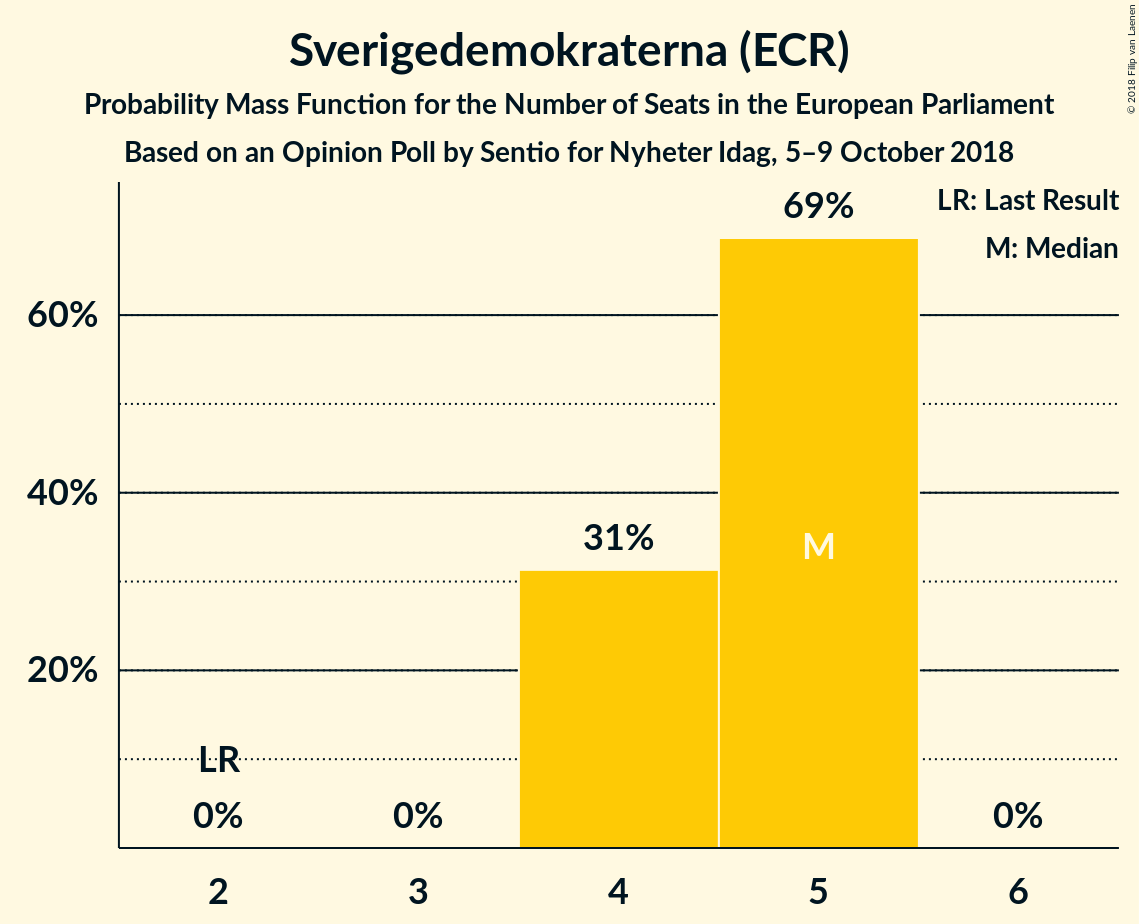 Sverigedemokraterna (ECR)
Probability Mass Function for the Number of Seats in the European Parliament
Based on an Opinion Poll by Sentio for Nyheter Idag, 5–9 October 2018
© 2018 Filip van Laenen
LR: Last Result
M: Median
69%
60%
40%
31%
M
20%
LR
0%
0%
0%
2
3
4
5
6